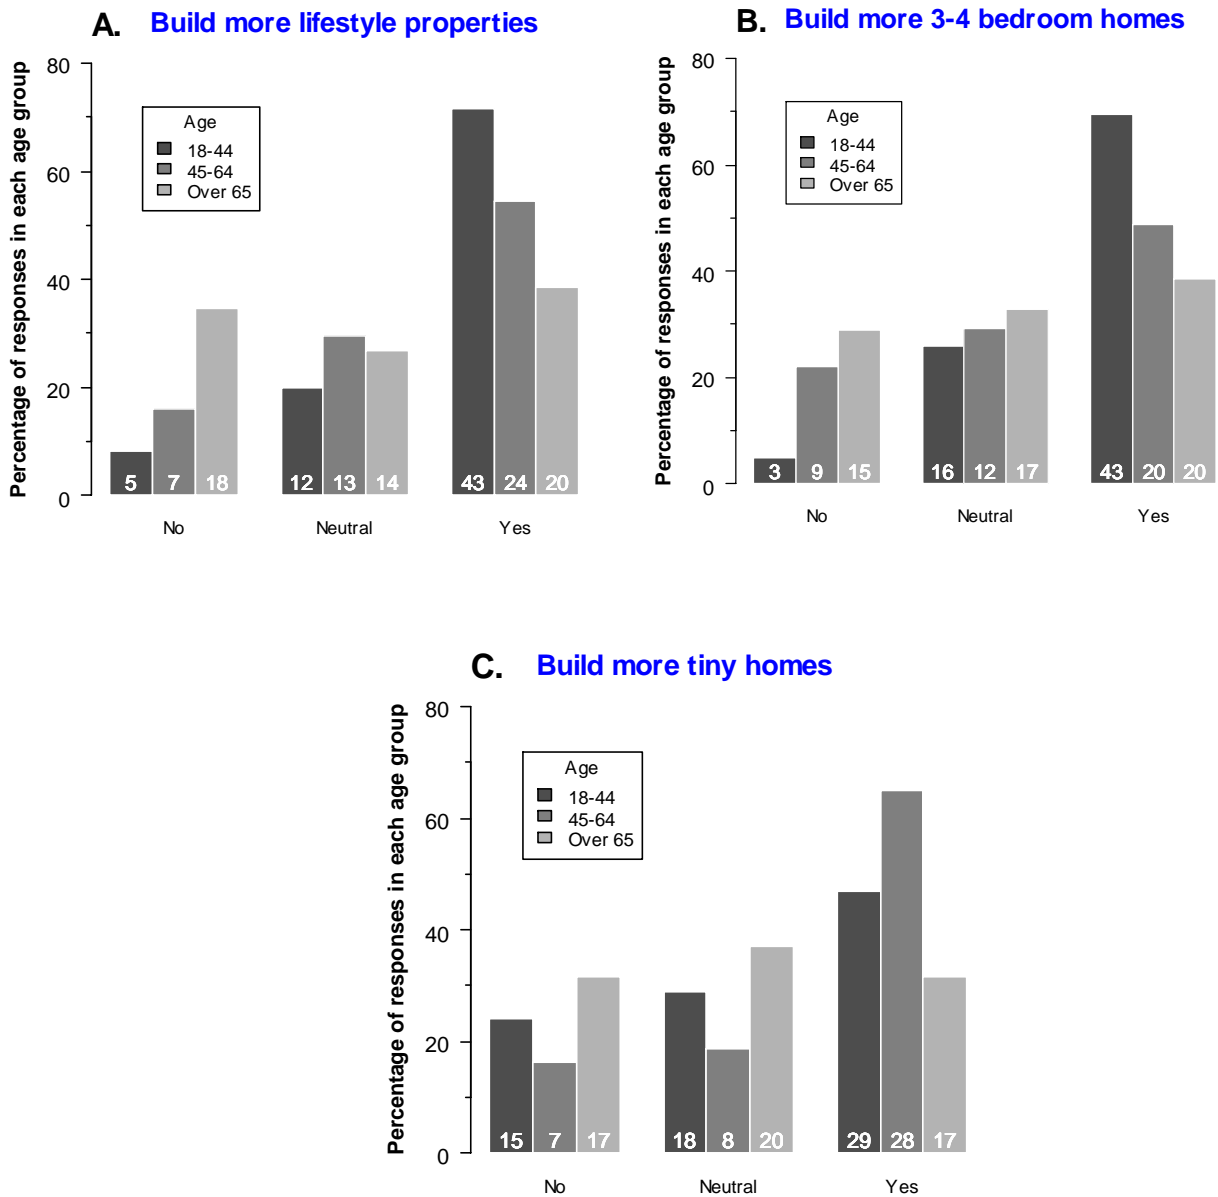 A. Build more lifestyle properties
Percentage of responses in each age group
80
60
40
20
0
Age
18-44
45-64
Over 65
5 7 18 12 13 14 43 24 20
No Neutral Yes
B. Build more 3-4 bedroom homes
Percentage of responses in each age group
80
60
40
20
0
Age
18-44
45-64
Over 65
3 9 15 16 12 17 43 20 20
No Neutral Yes
C. Build more tiny homes
Percentage of responses in each age group
80
60
40
20
0
Age
18-44
45-64
Over 65
15 7 17 18 8 20 29 28 17
No Neutral Yes